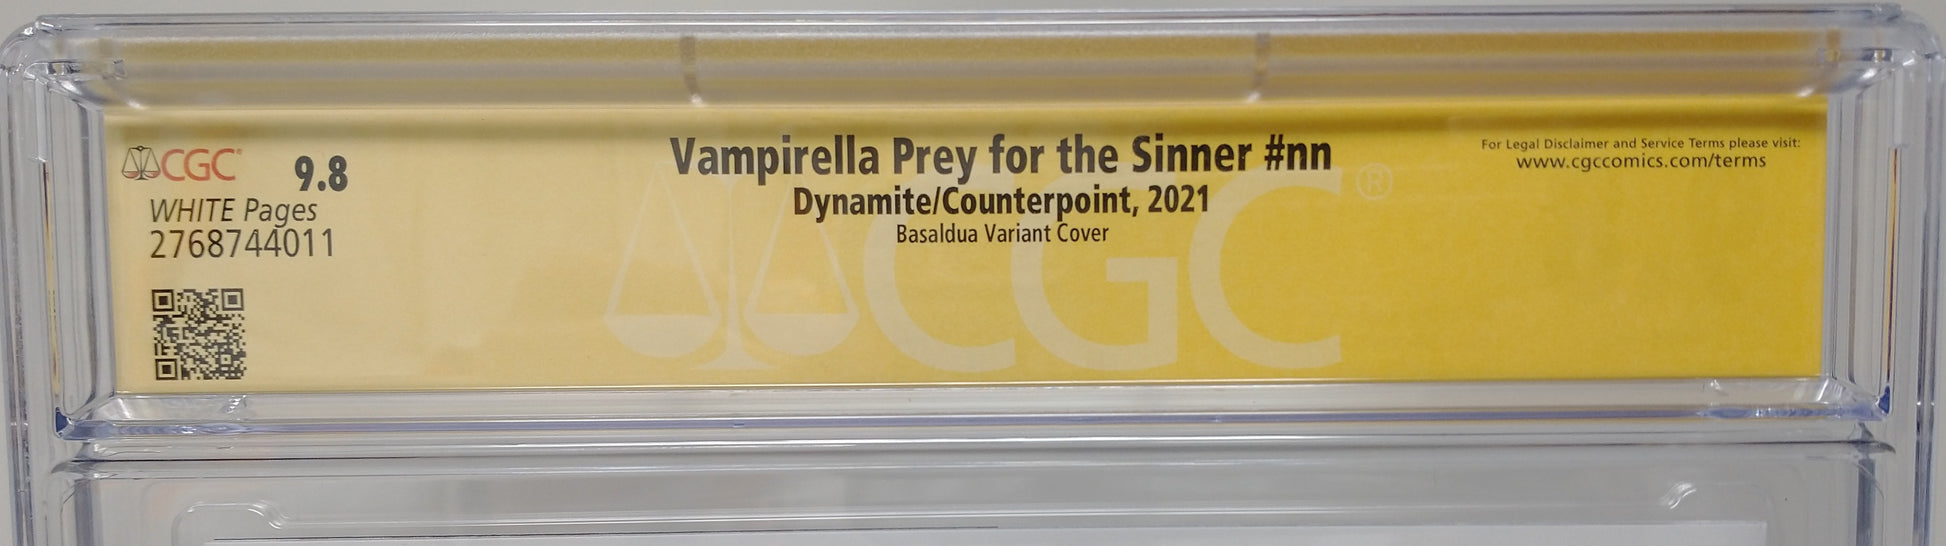 CGC® 9.8
WHITE Pages
2768744011
Vampirella Prey for the Sinner #nn
Dynamite/Counterpoint, 2021
Basaldua Variant Cover
For Legal Disclaimer and Service Terms please visit:
www.cgccomics.com/terms
CGC®